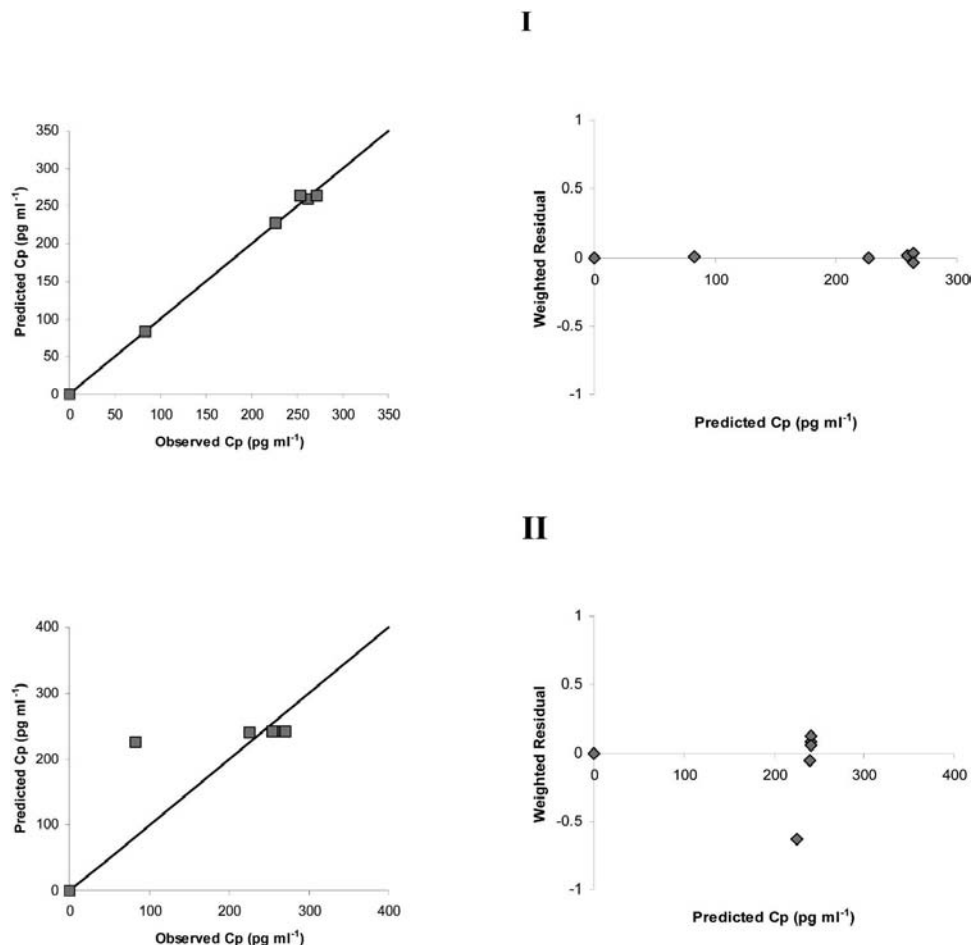 I
350
300
250
200
150
100
50
0
Predicted Cp (pg ml⁻¹)
0 50 100 150 200 250 300 350
Observed Cp (pg ml⁻¹)
1
0.5
0
-0.5
-1
Weighted Residual
0 100 200 300
Predicted Cp (pg ml⁻¹)
II
400
300
200
100
0
Predicted Cp (pg ml⁻¹)
0 100 200 300 400
Observed Cp (pg ml⁻¹)
1
0.5
0
-0.5
-1
Weighted Residual
0 100 200 300 400
Predicted Cp (pg ml⁻¹)